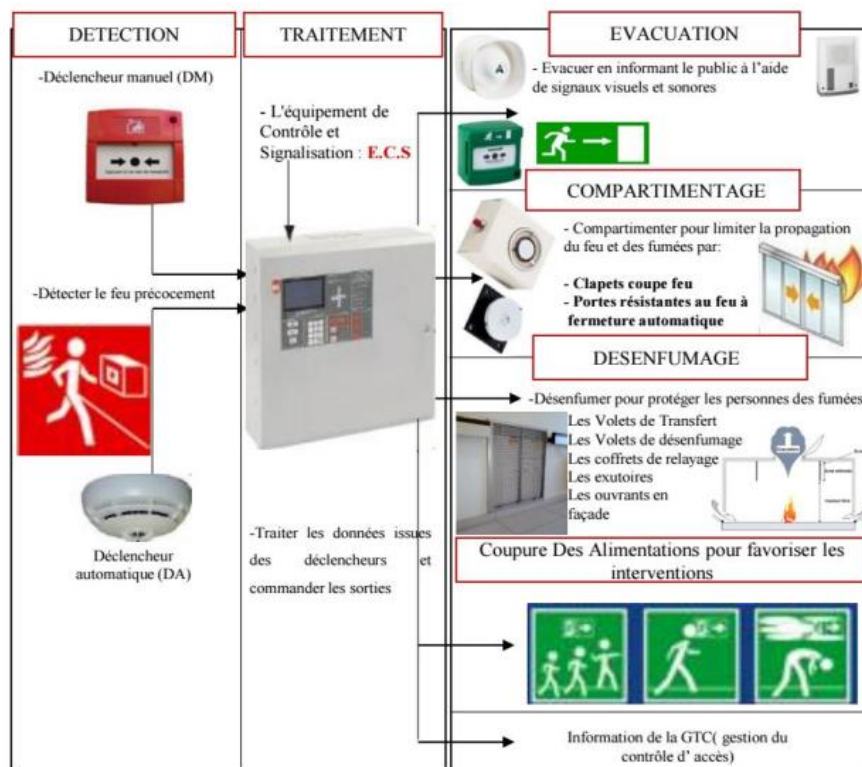 DETECTION
-Déclencheur manuel (DM)
-Détecter le feu précocement
Déclencheur
automatique (DA)
TRAITEMENT
- L'équipement de
Contrôle et
Signalisation : E.C.S
-Traiter les données issues
des déclencheurs et
commander les sorties
EVACUATION
A
- Evacuer en informant le public à l'aide
de signaux visuels et sonores
COMPARTIMENTAGE
- Compartimenter pour limiter la propagation
du feu et des fumées par:
- Clapets coupe feu
- Portes résistantes au feu à
fermeture automatique
DESENFUMAGE
-Désenfumer pour protéger les personnes des fumées
Les Volets de Transfert
Les Volets de désenfumage
Les coffrets de relayage
Les exutoires
Les ouvrants en
façade
Coupure Des Alimentations pour favoriser les
interventions
Information de la GTC( gestion du
contrôle d' accès)